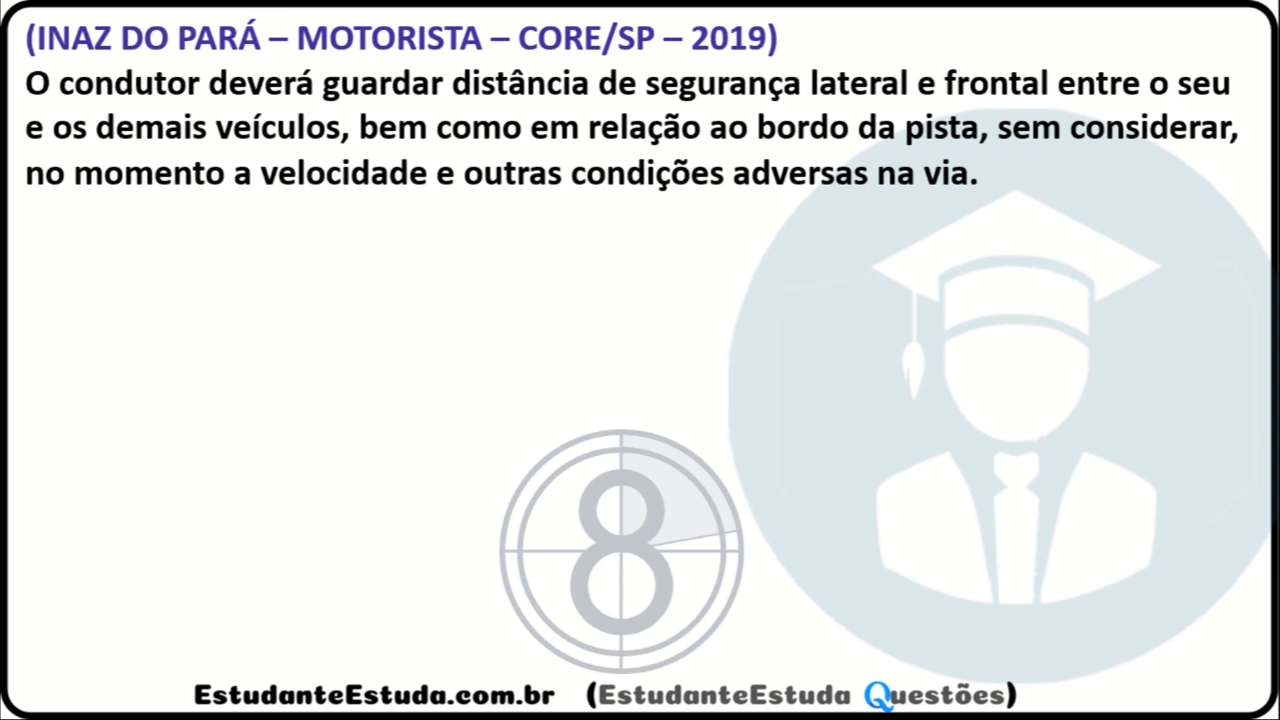 (INAZ DO PARÁ – MOTORISTA – CORE/SP – 2019)
O condutor deverá guardar distância de segurança lateral e frontal entre o seu
e os demais veículos, bem como em relação ao bordo da pista, sem considerar,
no momento a velocidade e outras condições adversas na via.
8
EstudanteEstuda.com.br (EstudanteEstuda Questões)